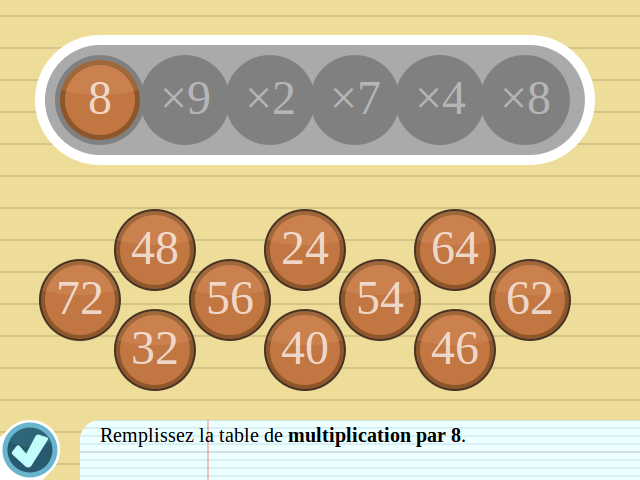 8 ×9 ×2 ×7 ×4 ×8
48 24 64
72 56 54 62
32 40 46
Remplissez la table de multiplication par 8.